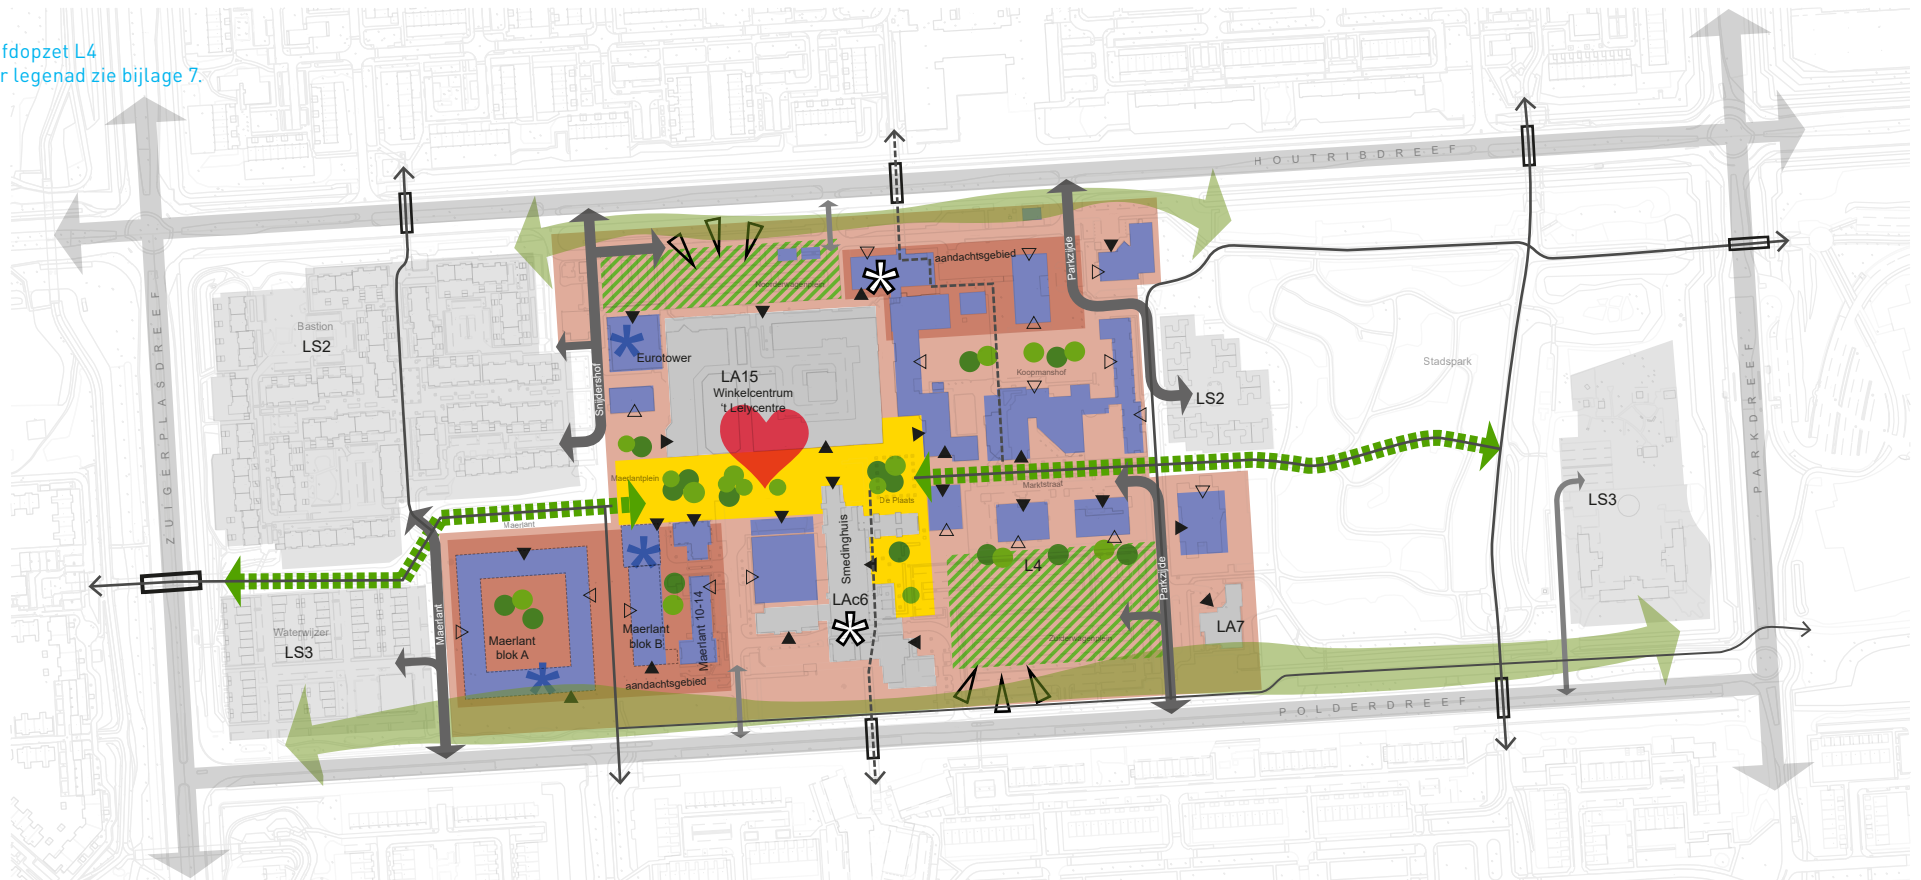 fdopzet L4
r legenad zie bijlage 7.
HOUTRIBDREEF
ZUIGERPLASDREEF
PARKDREEF
POLDERDREEF
Bastion
LS2
Snijdershof
Noorderwagenplein
aandachtsgebied
Parkzijde
Eurotower
LA15
Winkelcentrum
't Lelycentre
Koopmanshof
LS2
Stadspark
LS3
Maerlantplein
De Plaats
Marktstraat
Maerlant
Smedinghuis
LAc6
L4
Zuiderwagenplein
Parkzijde
LA7
Waterwijzer
LS3
Maerlant
Maerlant
blok A
Maerlant
blok B
Maerlant 10-14
aandachtsgebied